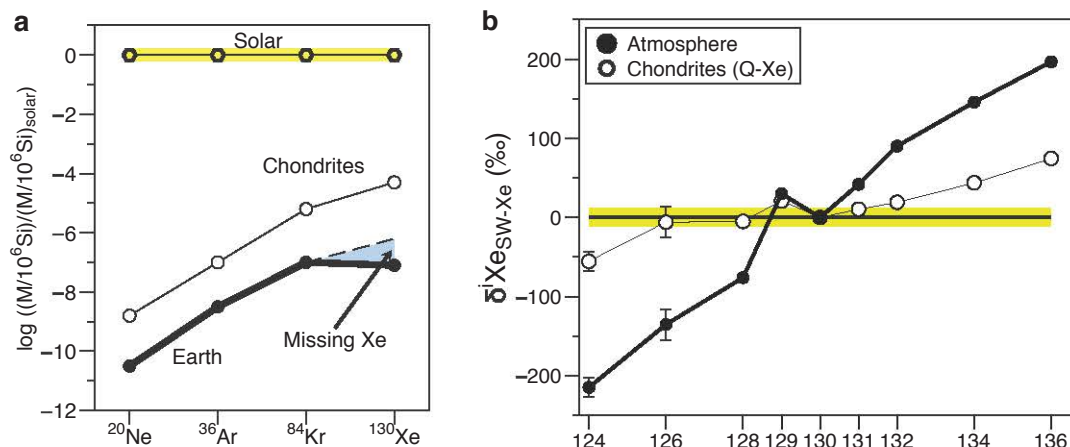 a
log ((M/10⁶Si)/(M/10⁶Si)solar)
0
−2
−4
−6
−8
−10
−12
Solar
Chondrites
Earth
Missing Xe
²⁰Ne ³⁶Ar ⁸⁴Kr ¹³⁰Xe
b
δⁱXeSW-Xe (‰)
200
100
0
−100
−200
Atmosphere
Chondrites (Q-Xe)
124 126 128 129 130 131 132 134 136